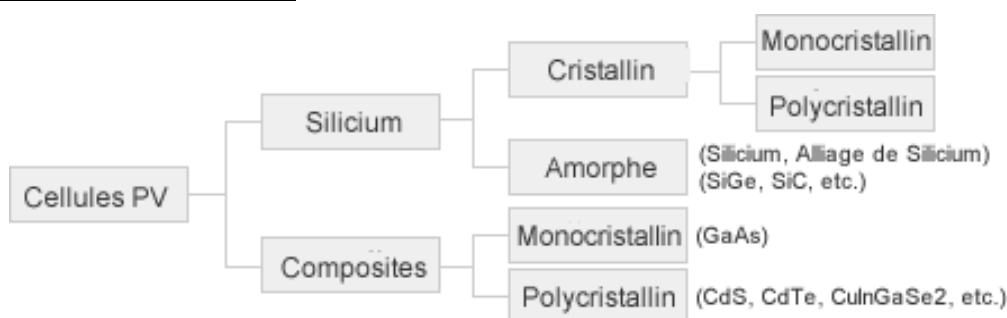 Cellules PV
Silicium
Cristallin
Monocristallin
Polycristallin
Amorphe
(Silicium, Alliage de Silicium)
(SiGe, SiC, etc.)
Composites
Monocristallin
(GaAs)
Polycristallin
(CdS, CdTe, CuInGaSe2, etc.)